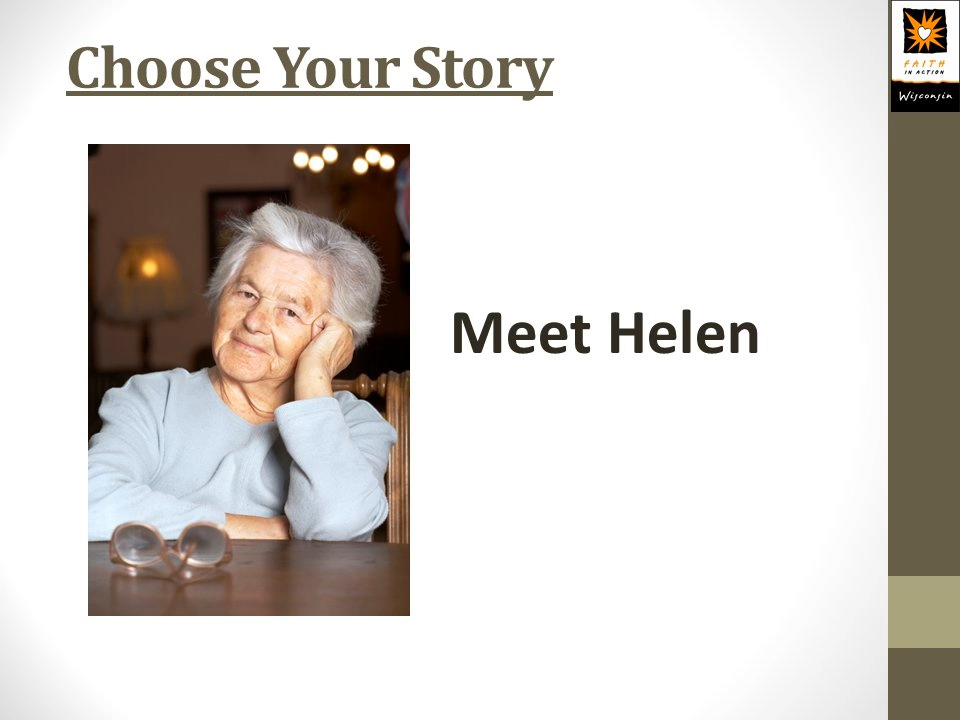 Choose Your Story
FAITH
IN ACTION
Wisconsin
Meet Helen